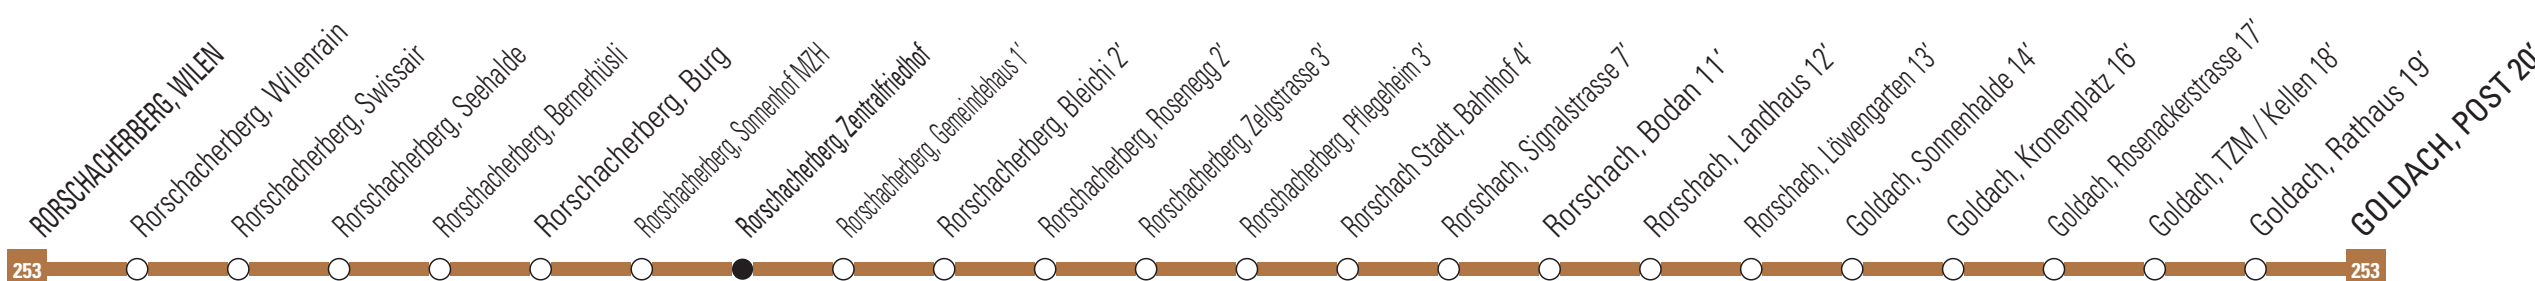 RORSCHACHERBERG, WILEN
Rorschacherberg, Wilenrain
Rorschacherberg, Swissair
Rorschacherberg, Seehalde
Rorschacherberg, Bernerhüsli
Rorschacherberg, Burg
Rorschacherberg, Sonnenhof MZH
Rorschacherberg, Zentralfriedhof
Rorschacherberg, Gemeindehaus 1'
Rorschacherberg, Bleichi 2'
Rorschacherberg, Rosenegg 2'
Rorschacherberg, Zelgstrasse 3'
Rorschacherberg, Pflegeheim 3'
Rorschach Stadt, Bahnhof 4'
Rorschach, Signalstrasse 7'
Rorschach, Bodan 11'
Rorschach, Landhaus 12'
Rorschach, Löwengarten 13'
Goldach, Sonnenhalde 14'
Goldach, Kronenplatz 16'
Goldach, Rosenackerstrasse 17'
Goldach, TZM / Kellen 18'
Goldach, Rathaus 19'
GOLDACH, POST 20'
253
253